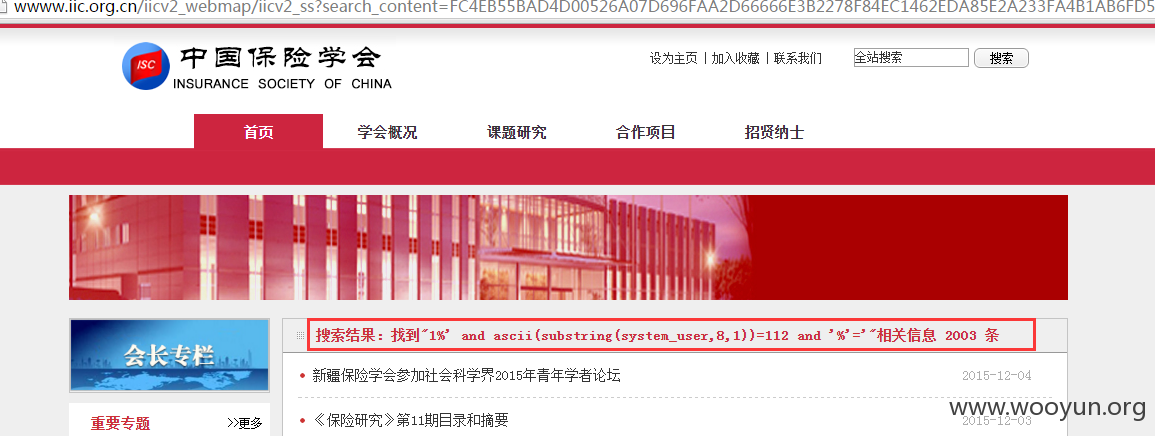 www.iic.org.cn/iicv2_webmap/iicv2_ss?search_content=FC4EB55BAD4D00526A07D696FAA2D66666E3B2278F84EC1462EDA85E2A233FA4B1AB6FD5
ISC
中国保险学会
INSURANCE SOCIETY OF CHINA
设为主页 | 加入收藏 | 联系我们
全站搜索 搜索
首页 学会概况 课题研究 合作项目 招贤纳士
会长专栏
搜索结果：找到"1%' and ascii(substring(system_user,8,1))=112 and '%'='"相关信息 2003 条
新疆保险学会参加社会科学界2015年青年学者论坛 2015-12-04
《保险研究》第11期目录和摘要 2015-12-03
重要专题 >>更多
www.wooyun.org